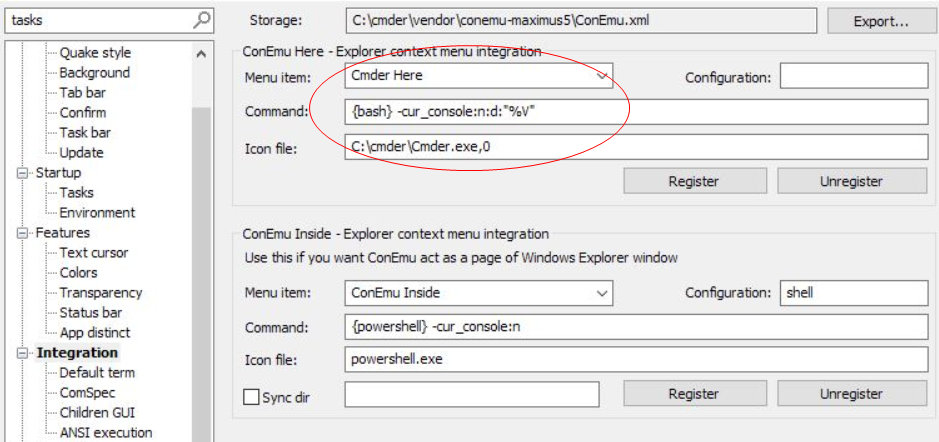 tasks
Quake style
Background
Tab bar
Confirm
Task bar
Update
Startup
Tasks
Environment
Features
Text cursor
Colors
Transparency
Status bar
App distinct
Integration
Default term
ComSpec
Children GUI
ANSI execution
Storage: C:\cmder\vendor\conemu-maximus5\ConEmu.xml Export...
ConEmu Here - Explorer context menu integration
Menu item: Cmder Here Configuration:
Command: {bash} -cur_console:n:d:"%V"
Icon file: C:\cmder\Cmder.exe,0
Register Unregister
ConEmu Inside - Explorer context menu integration
Use this if you want ConEmu act as a page of Windows Explorer window
Menu item: ConEmu Inside Configuration: shell
Command: {powershell} -cur_console:n
Icon file: powershell.exe
Sync dir Register Unregister